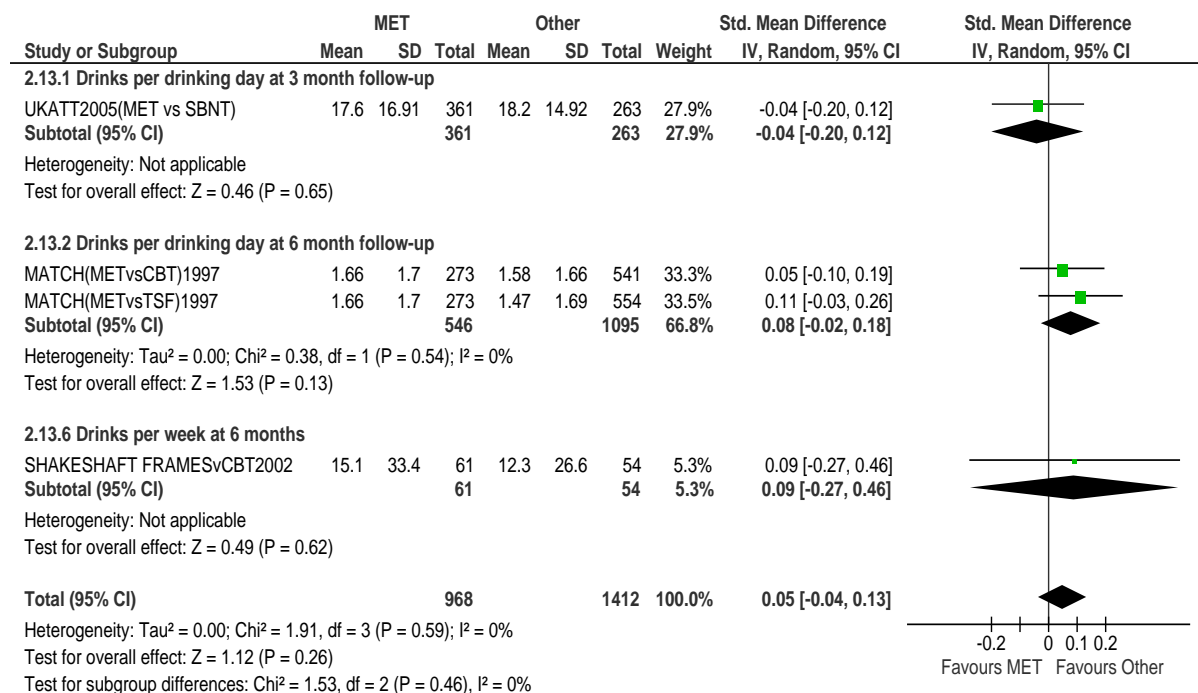 MET Other Std. Mean Difference Std. Mean Difference
Study or Subgroup Mean SD Total Mean SD Total Weight IV, Random, 95% CI IV, Random, 95% CI
2.13.1 Drinks per drinking day at 3 month follow-up
UKATT2005(MET vs SBNT) 17.6 16.91 361 18.2 14.92 263 27.9% -0.04 [-0.20, 0.12]
Subtotal (95% CI) 361 263 27.9% -0.04 [-0.20, 0.12]
Heterogeneity: Not applicable
Test for overall effect: Z = 0.46 (P = 0.65)
2.13.2 Drinks per drinking day at 6 month follow-up
MATCH(METvsCBT)1997 1.66 1.7 273 1.58 1.66 541 33.3% 0.05 [-0.10, 0.19]
MATCH(METvsTSF)1997 1.66 1.7 273 1.47 1.69 554 33.5% 0.11 [-0.03, 0.26]
Subtotal (95% CI) 546 1095 66.8% 0.08 [-0.02, 0.18]
Heterogeneity: Tau² = 0.00; Chi² = 0.38, df = 1 (P = 0.54); I² = 0%
Test for overall effect: Z = 1.53 (P = 0.13)
2.13.6 Drinks per week at 6 months
SHAKESHAFT FRAMESvCBT2002 15.1 33.4 61 12.3 26.6 54 5.3% 0.09 [-0.27, 0.46]
Subtotal (95% CI) 61 54 5.3% 0.09 [-0.27, 0.46]
Heterogeneity: Not applicable
Test for overall effect: Z = 0.49 (P = 0.62)
Total (95% CI) 968 1412 100.0% 0.05 [-0.04, 0.13]
Heterogeneity: Tau² = 0.00; Chi² = 1.91, df = 3 (P = 0.59); I² = 0%
Test for overall effect: Z = 1.12 (P = 0.26)
Test for subgroup differences: Chi² = 1.53, df = 2 (P = 0.46), I² = 0%
-0.2 0 0.1 0.2
Favours MET Favours Other